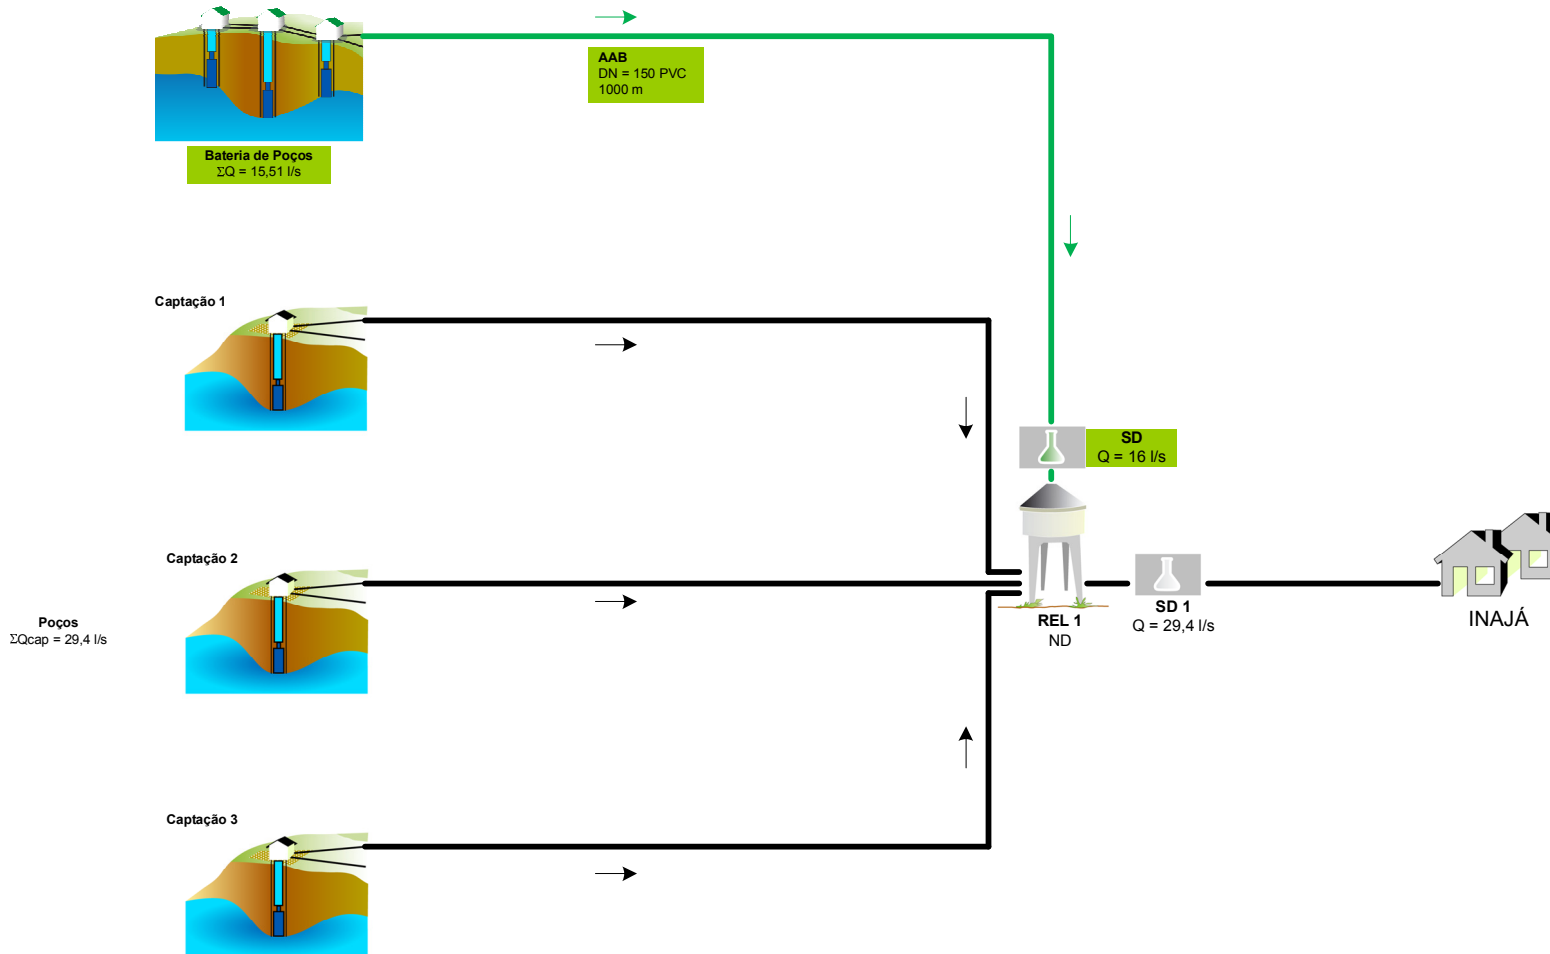 AAB
DN = 150 PVC
1000 m
Bateria de Poços
ΣQ = 15,51 l/s
Captação 1
SD
Q = 16 l/s
Captação 2
Poços
ΣQcap = 29,4 l/s
REL 1
ND
SD 1
Q = 29,4 l/s
INAJÁ
Captação 3